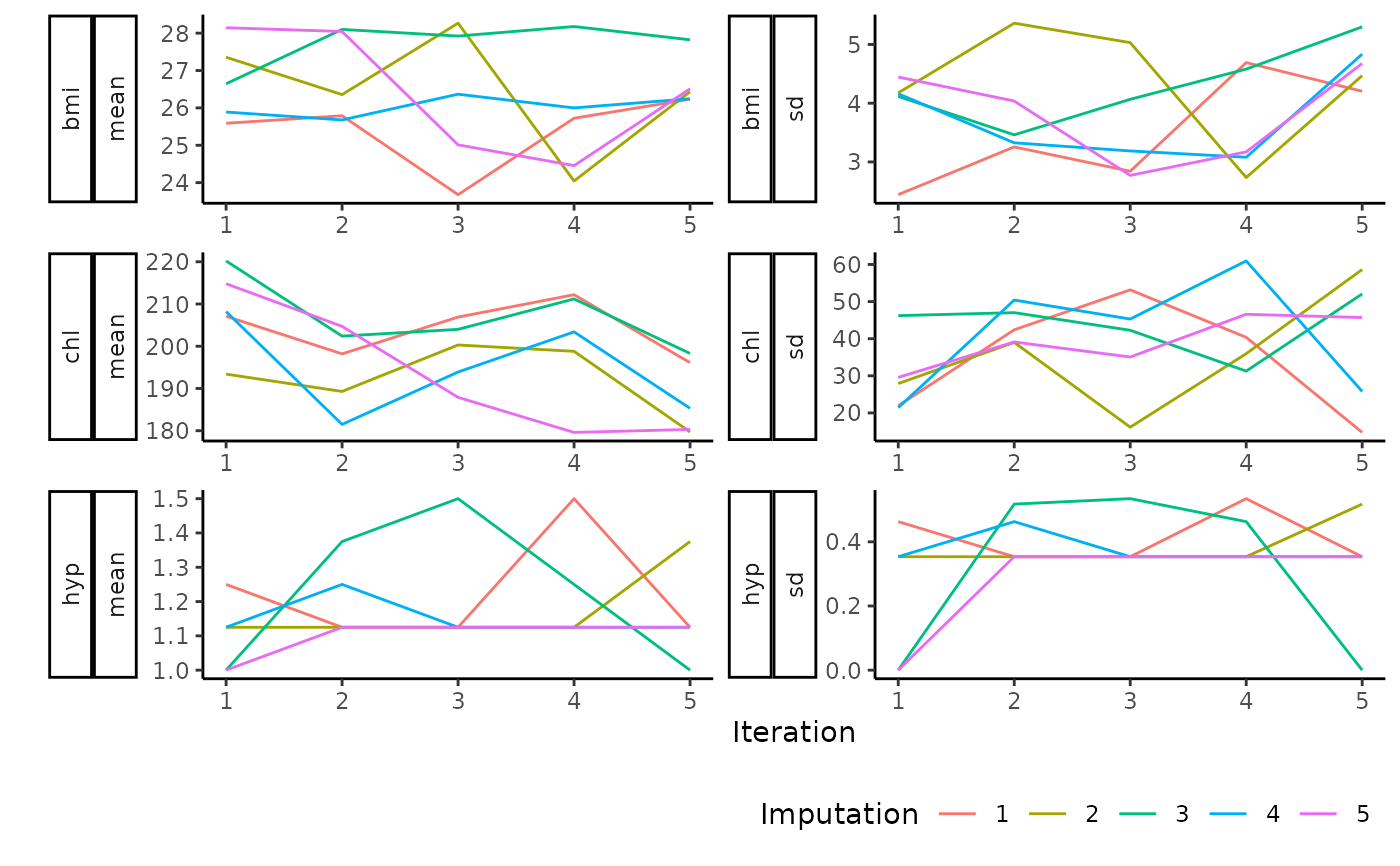 bmi
mean
28
27
26
25
24
1 2 3 4 5
bmi
sd
5
4
3
1 2 3 4 5
chl
mean
220
210
200
190
180
1 2 3 4 5
chl
sd
60
50
40
30
20
1 2 3 4 5
hyp
mean
1.5
1.4
1.3
1.2
1.1
1.0
1 2 3 4 5
hyp
sd
0.4
0.2
0.0
1 2 3 4 5
Iteration
Imputation 1 2 3 4 5